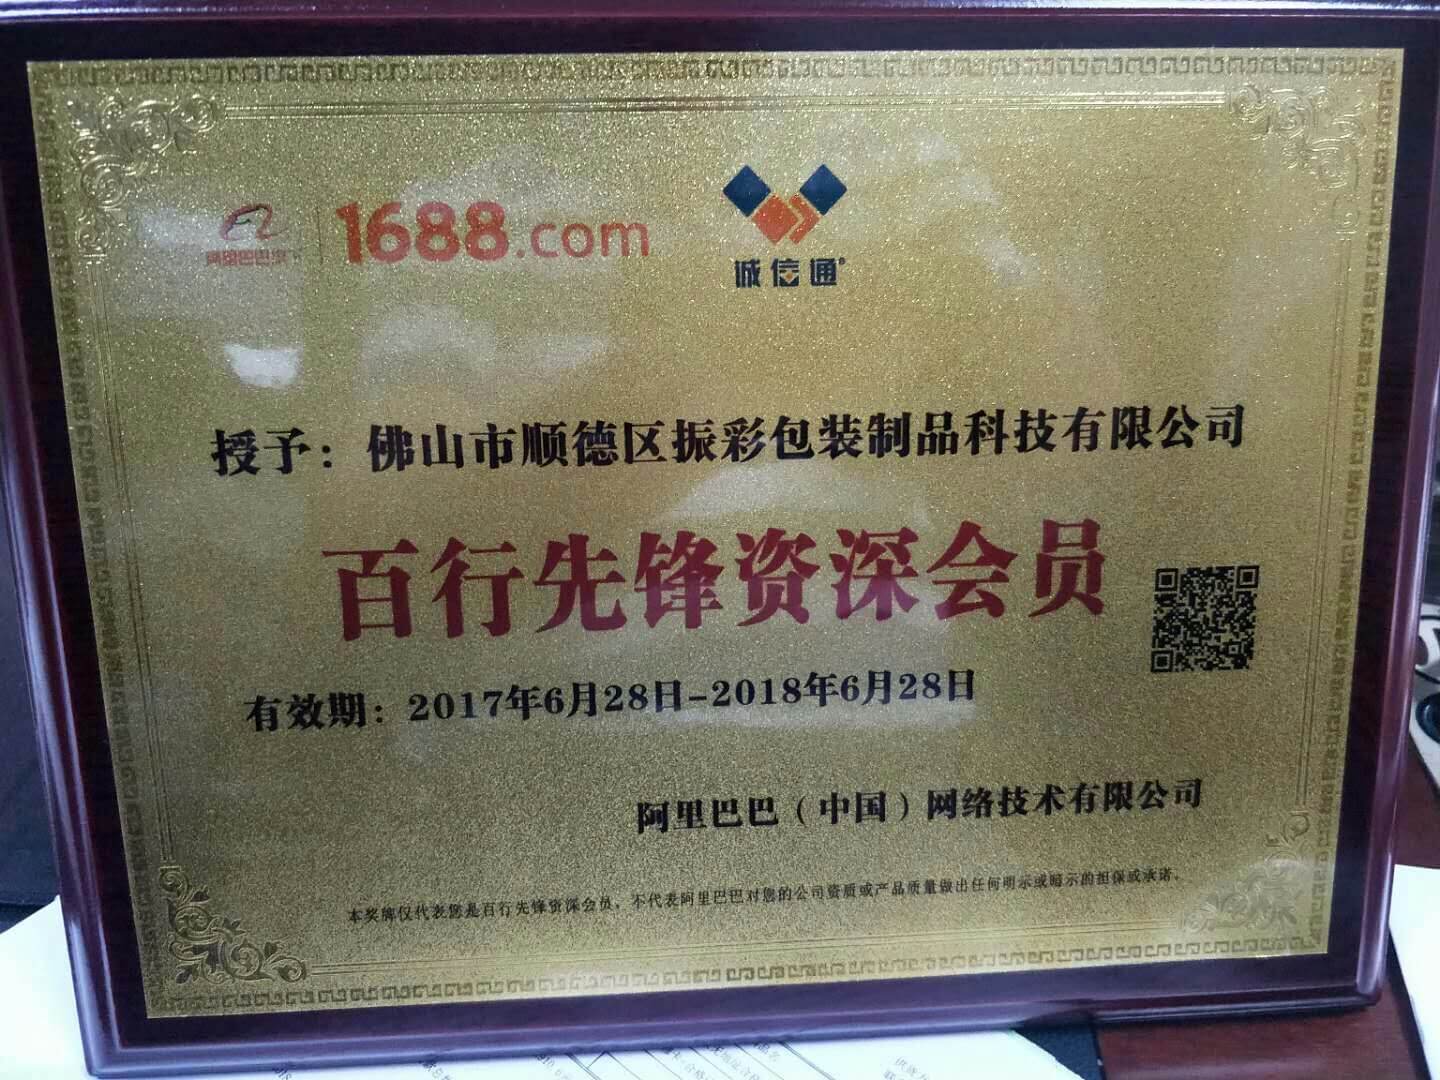 阿里巴巴 1688.com
诚信通®
授予：佛山市顺德区振彩包装制品科技有限公司
百行先锋资深会员
有效期：2017年6月28日-2018年6月28日
阿里巴巴（中国）网络技术有限公司
本奖牌仅代表您是百行先锋资深会员，不代表阿里巴巴对您的公司资质或产品质量做出任何明示或暗示的担保或承诺。